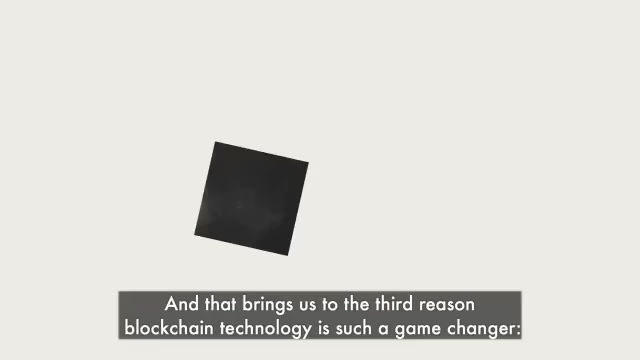 And that brings us to the third reason
blockchain technology is such a game changer: